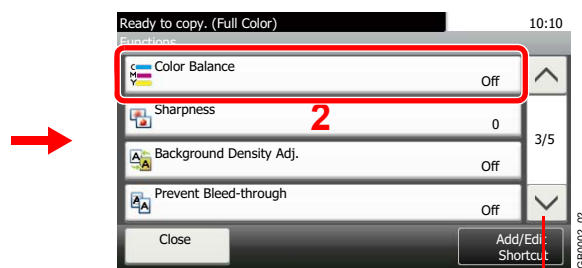 Ready to copy. (Full Color) 10:10
Functions
C M Y Color Balance
Off
Sharpness
2
0
3/5
Background Density Adj.
Off
Prevent Bleed-through
Off
Close
Add/Edit
Shortcut